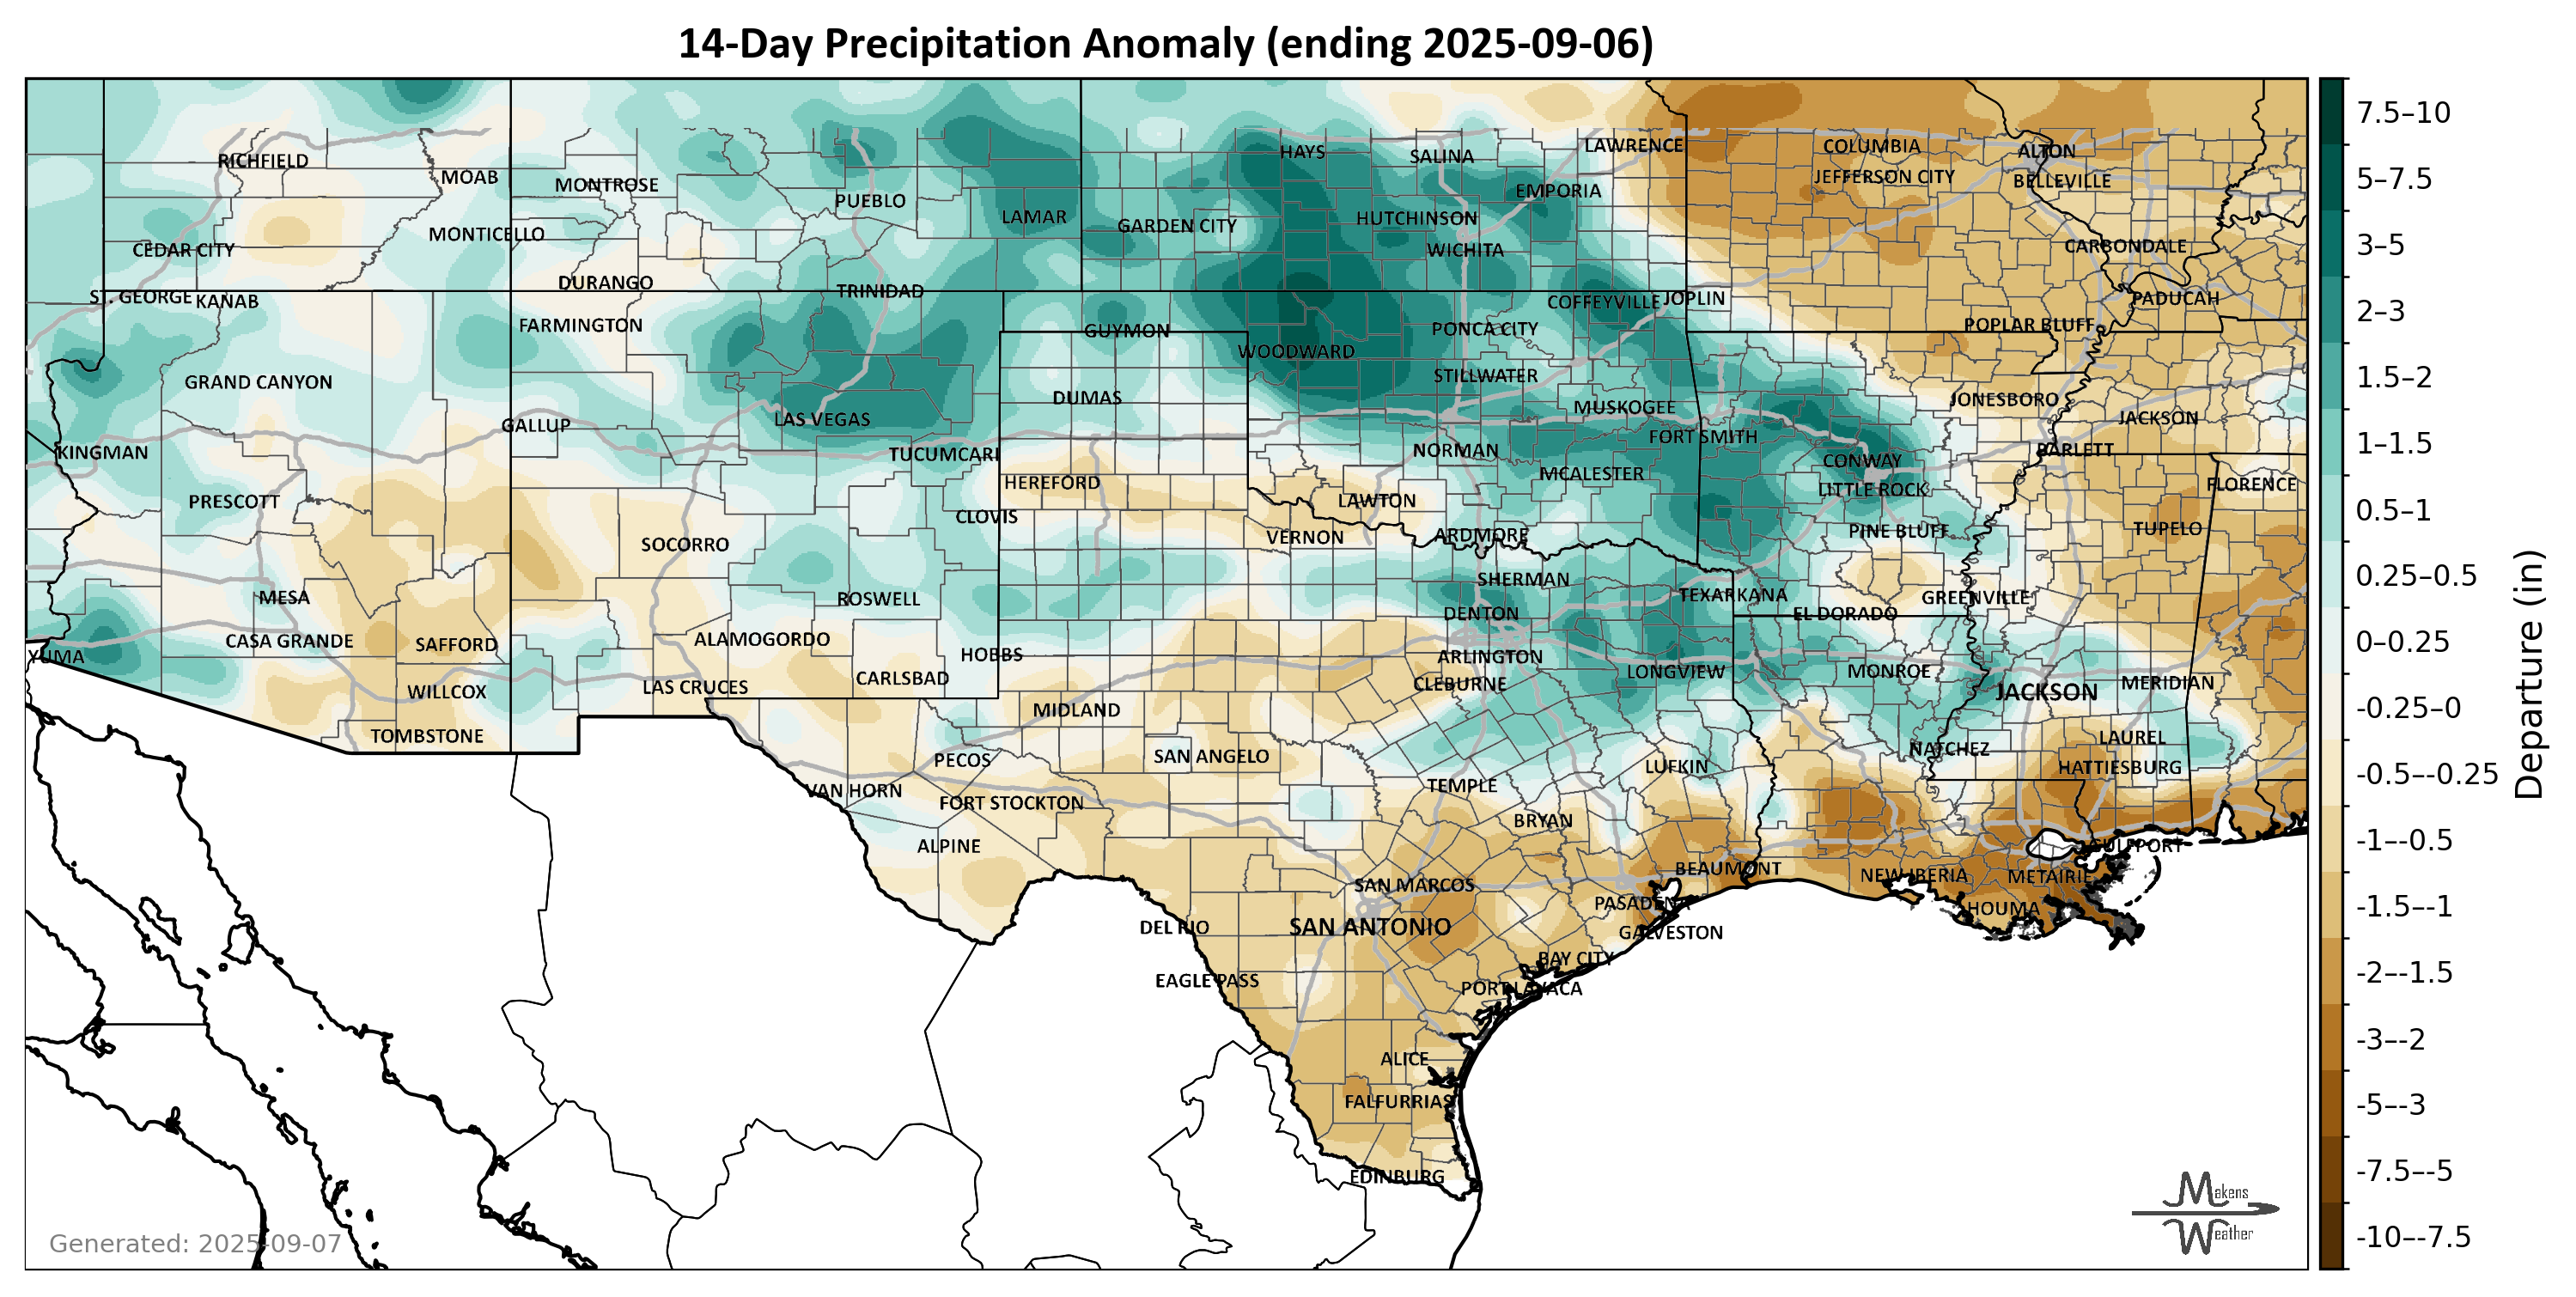 14-Day Precipitation Anomaly (ending 2025-09-06)
HAYS
SALINA
LAWRENCE
COLUMBIA
ALTON
RICHFIELD
MOAB
MONTROSE
PUEBLO
EMPORIA
JEFFERSON CITY
BELLEVILLE
LAMAR
GARDEN CITY
HUTCHINSON
MONTICELLO
CEDAR CITY
WICHITA
CARBONDALE
DURANGO
TRINIDAD
ST. GEORGE
KANAB
COFFEYVILLE
JOPLIN
PADUCAH
FARMINGTON
GUYMON
PONCA CITY
POPLAR BLUFF
WOODWARD
STILLWATER
GRAND CANYON
DUMAS
MUSKOGEE
JONESBORO
JACKSON
GALLUP
LAS VEGAS
FORT SMITH
KINGMAN
TUCUMCARI
NORMAN
BARLETT
CONWAY
MCALESTER
HEREFORD
LITTLE ROCK
FLORENCE
PRESCOTT
LAWTON
CLOVIS
PINE BLUFF
TUPELO
SOCORRO
VERNON
ARDMORE
SHERMAN
MESA
ROSWELL
TEXARKANA
GREENVILLE
DENTON
EL DORADO
CASA GRANDE
SAFFORD
ALAMOGORDO
HOBBS
YUMA
ARLINGTON
LONGVIEW
MONROE
CARLSBAD
CLEBURNE
MERIDIAN
WILLCOX
LAS CRUCES
JACKSON
MIDLAND
TOMBSTONE
LAUREL
NATCHEZ
PECOS
SAN ANGELO
LUFKIN
HATTIESBURG
VAN HORN
TEMPLE
FORT STOCKTON
BRYAN
ALPINE
GULFPORT
BEAUMONT
NEW IBERIA
METAIRIE
SAN MARCOS
PASADENA
HOUMA
DEL RIO
SAN ANTONIO
GALVESTON
BAY CITY
EAGLE PASS
PORT LAVACA
ALICE
FALFURRIAS
EDINBURG
Generated: 2025-09-07
Makens
Weather
7.5–10
5–7.5
3–5
2–3
1.5–2
1–1.5
0.5–1
0.25–0.5
0–0.25
-0.25–0
-0.5–-0.25
-1–-0.5
-1.5–-1
-2–-1.5
-3–-2
-5–-3
-7.5–-5
-10–-7.5
Departure (in)